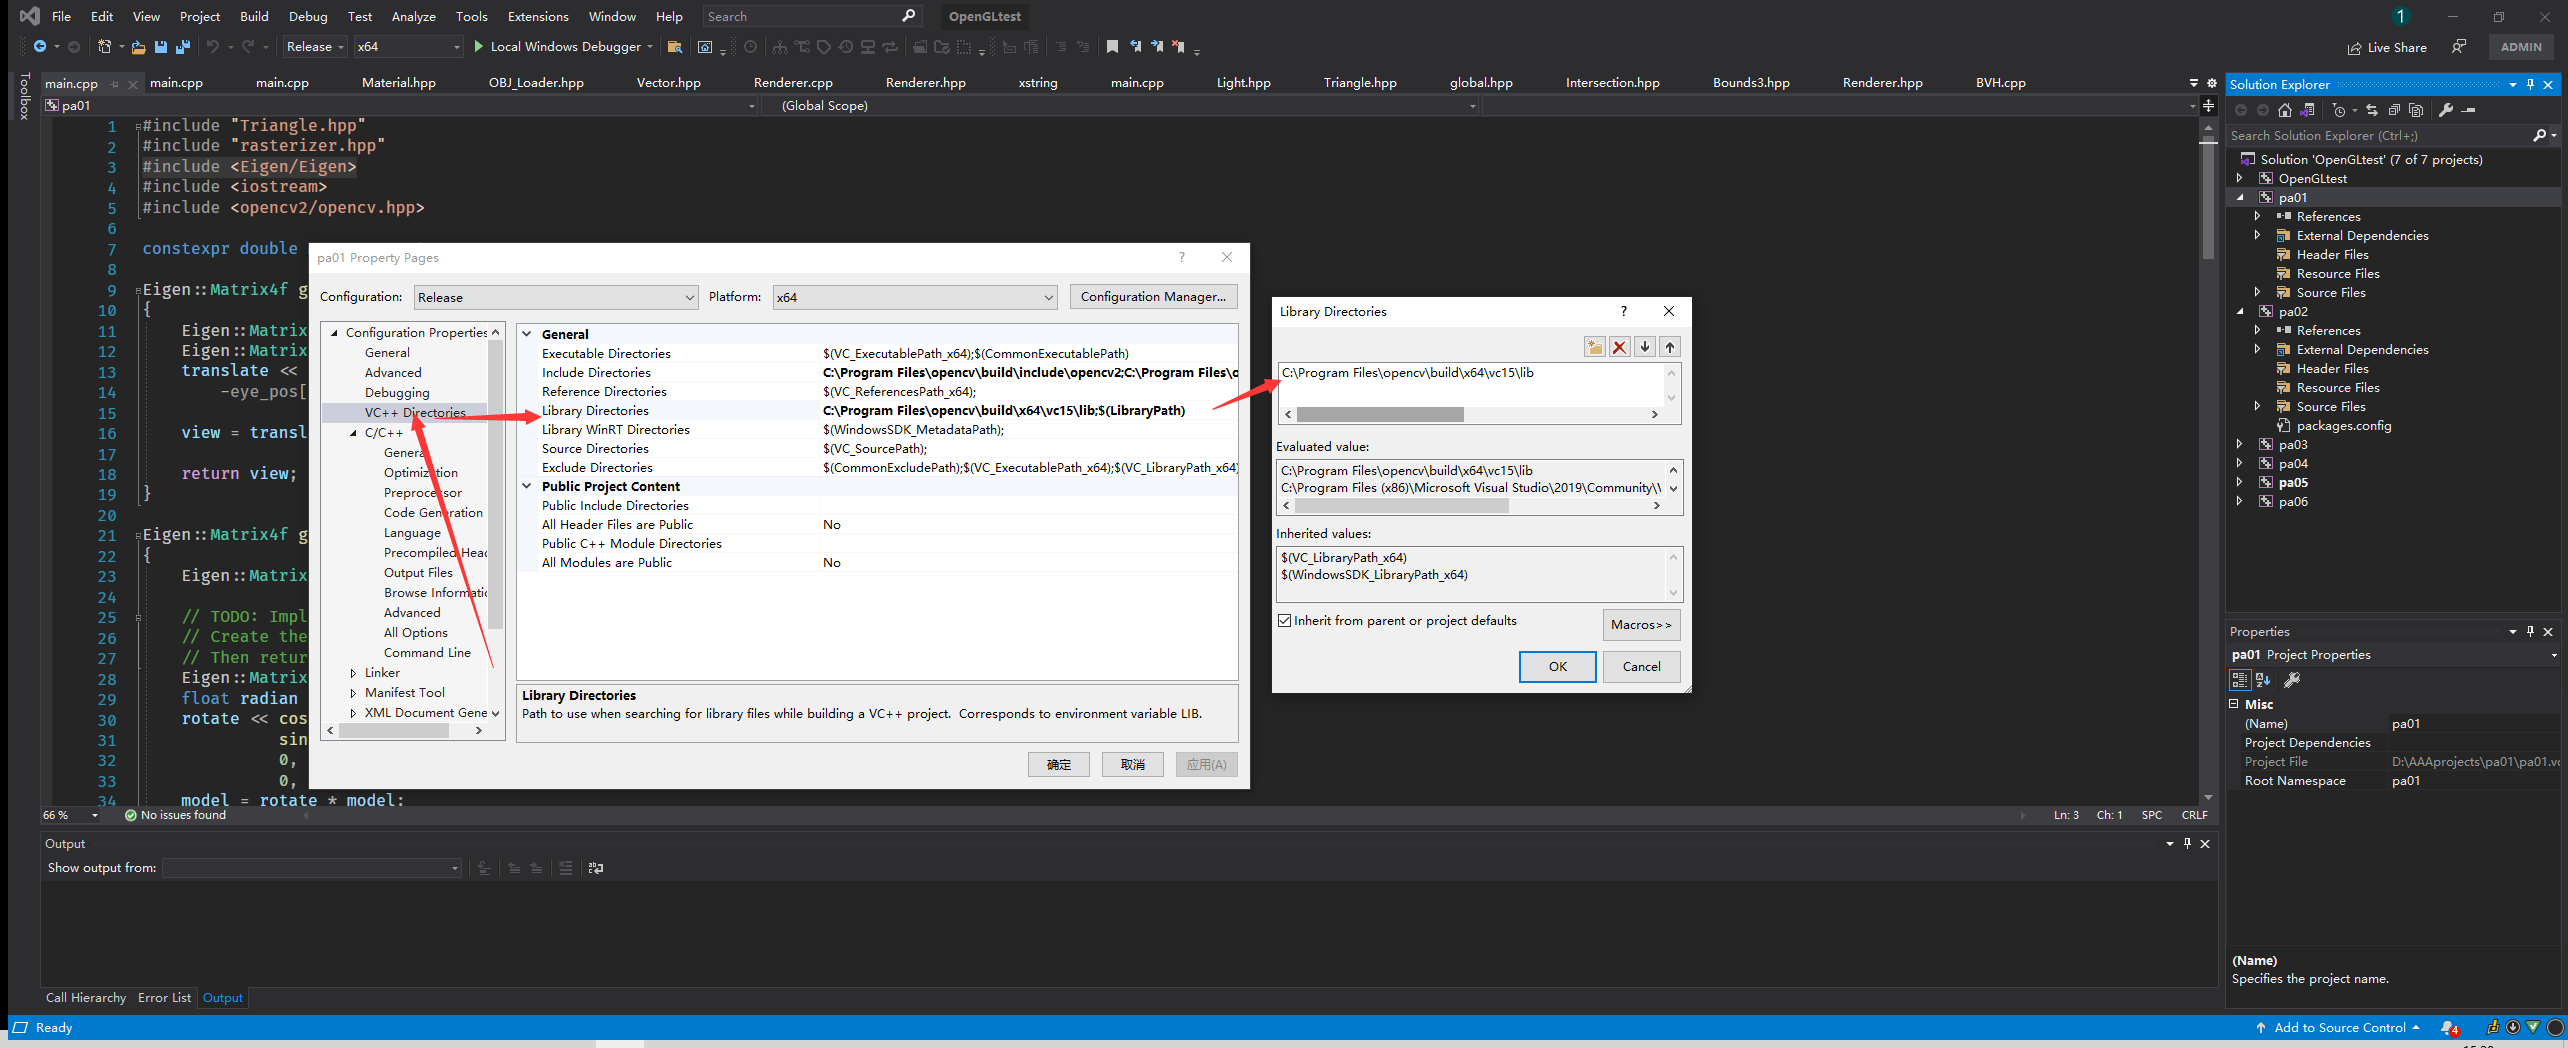 File Edit View Project Build Debug Test Analyze Tools Extensions Window Help Search OpenGLtest 1
Release x64 Local Windows Debugger Live Share ADMIN
Toolbox
main.cpp main.cpp main.cpp Material.hpp OBJ_Loader.hpp Vector.hpp Renderer.cpp Renderer.hpp xstring main.cpp Light.hpp Triangle.hpp global.hpp Intersection.hpp Bounds3.hpp Renderer.hpp BVH.cpp
pa01 (Global Scope)
1 #include "Triangle.hpp"
2 #include "rasterizer.hpp"
3 #include <Eigen/Eigen>
4 #include <iostream>
5 #include <opencv2/opencv.hpp>
6
7 constexpr double
8
9 Eigen::Matrix4f g
10 {
11 Eigen::Matrix
12 Eigen::Matrix
13 translate <<
14 -eye_pos[
15
16 view = transl
17
18 return view;
19 }
20
21 Eigen::Matrix4f g
22 {
23 Eigen::Matrix
24
25 // TODO: Impl
26 // Create the
27 // Then retur
28 Eigen::Matrix
29 float radian
30 rotate << cos
31 sin
32 0,
33 0,
34 model = rotate * model;
66 % No issues found Ln: 3 Ch: 1 SPC CRLF
pa01 Property Pages ?
Configuration: Release Platform: x64 Configuration Manager...
Configuration Properties
General
Advanced
Debugging
VC++ Directories
C/C++
General
Optimization
Preprocessor
Code Generation
Language
Precompiled Head
Output Files
Browse Informatic
Advanced
All Options
Command Line
Linker
Manifest Tool
XML Document Gene
General
Executable Directories $(VC_ExecutablePath_x64);$(CommonExecutablePath)
Include Directories C:\Program Files\opencv\build\include\opencv2;C:\Program Files\o
Reference Directories $(VC_ReferencesPath_x64);
Library Directories C:\Program Files\opencv\build\x64\vc15\lib;$(LibraryPath)
Library WinRT Directories $(WindowsSDK_MetadataPath);
Source Directories $(VC_SourcePath);
Exclude Directories $(CommonExcludePath);$(VC_ExecutablePath_x64);$(VC_LibraryPath_x64)
Public Project Content
Public Include Directories
All Header Files are Public No
Public C++ Module Directories
All Modules are Public No
Library Directories
Path to use when searching for library files while building a VC++ project. Corresponds to environment variable LIB.
确定 取消 应用(A)
Library Directories ?
C:\Program Files\opencv\build\x64\vc15\lib
Evaluated value:
C:\Program Files\opencv\build\x64\vc15\lib
C:\Program Files (x86)\Microsoft Visual Studio\2019\Community\V
Inherited values:
$(VC_LibraryPath_x64)
$(WindowsSDK_LibraryPath_x64)
Inherit from parent or project defaults Macros>>
OK Cancel
Output
Show output from:
Call Hierarchy Error List Output
Solution Explorer
Search Solution Explorer (Ctrl+;)
Solution 'OpenGLtest' (7 of 7 projects)
OpenGLtest
pa01
References
External Dependencies
Header Files
Resource Files
Source Files
pa02
References
External Dependencies
Header Files
Resource Files
Source Files
packages.config
pa03
pa04
pa05
pa06
Properties
pa01 Project Properties
Misc
(Name) pa01
Project Dependencies
Project File D:\AAAprojects\pa01\pa01.vc
Root Namespace pa01
(Name)
Specifies the project name.
Ready Add to Source Control 4